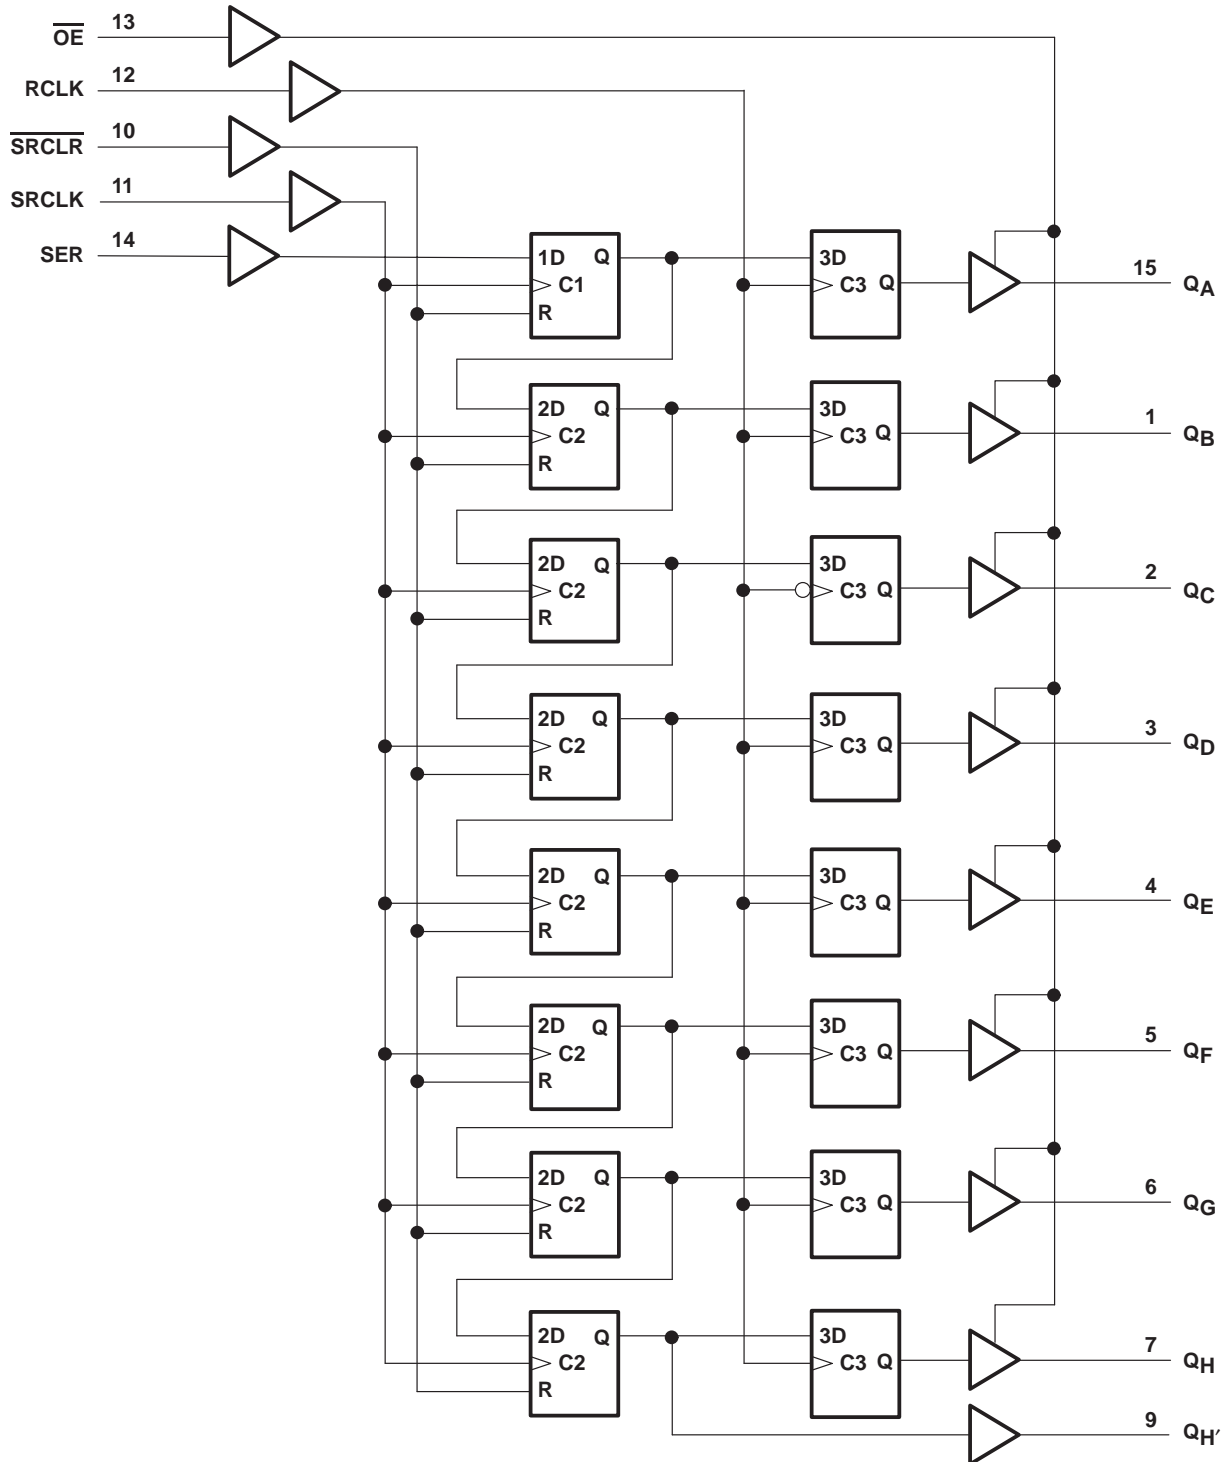 OE 13
RCLK 12
SRCLR 10
SRCLK 11
SER 14
1D Q 3D
C1 C3 Q 15 QA
R
2D Q 3D
C2 C3 Q 1 QB
R
2D Q 3D
C2 C3 Q 2 QC
R
2D Q 3D
C2 C3 Q 3 QD
R
2D Q 3D
C2 C3 Q 4 QE
R
2D Q 3D
C2 C3 Q 5 QF
R
2D Q 3D
C2 C3 Q 6 QG
R
2D Q 3D
C2 C3 Q 7 QH
R
9 QH′